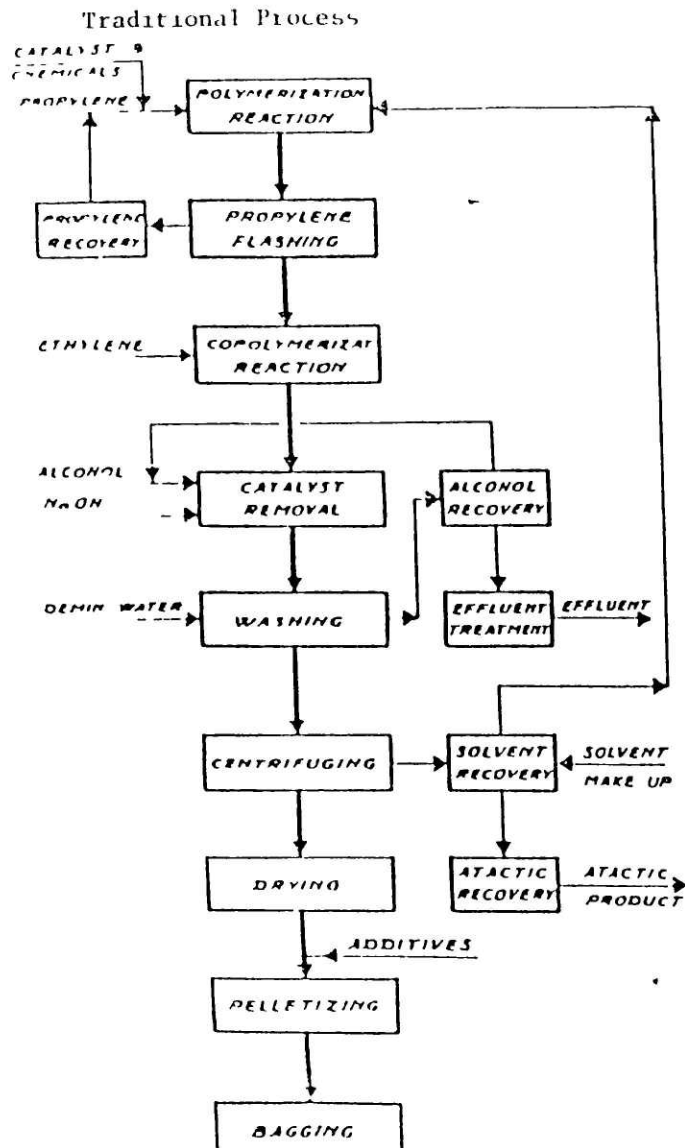 Traditional Process
CATALYST &
CHEMICALS
PROPYLENE
POLYMERIZATION
REACTION
PROPYLENE
RECOVERY
PROPYLENE
FLASHING
ETHYLENE
COPOLYMERIZAT
REACTION
ALCOHOL
NaOH
CATALYST
REMOVAL
ALCOHOL
RECOVERY
DEMIN WATER
WASHING
EFFLUENT
TREATMENT
EFFLUENT
CENTRIFUGING
SOLVENT
RECOVERY
SOLVENT
MAKE UP
DRYING
ATACTIC
RECOVERY
ATACTIC
PRODUCT
ADDITIVES
PELLETIZING
BAGGING